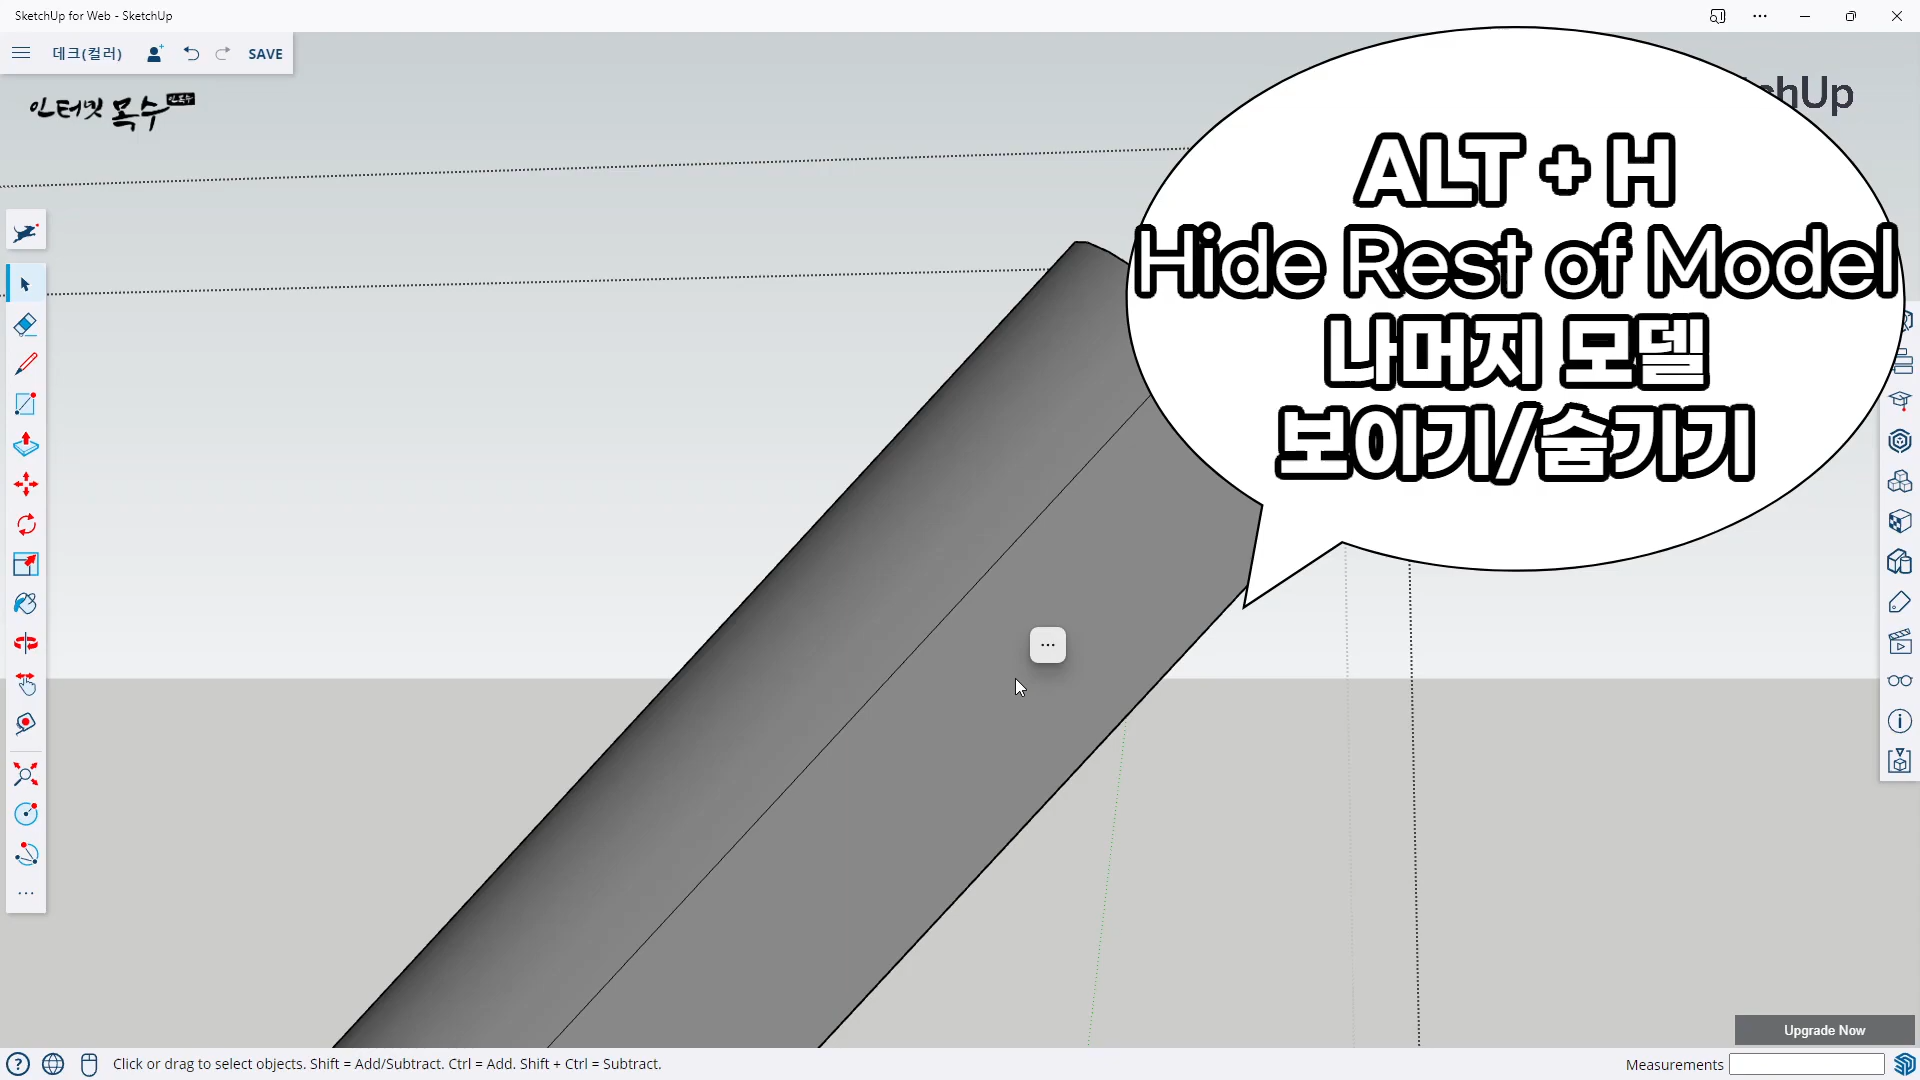 SketchUp for Web - SketchUp
데크(컬러)
SAVE
인터넷 목수
chUp
ALT + H
Hide Rest of Model
나머지 모델
보이기/숨기기
Upgrade Now
Click or drag to select objects. Shift = Add/Subtract. Ctrl = Add. Shift + Ctrl = Subtract.
Measurements